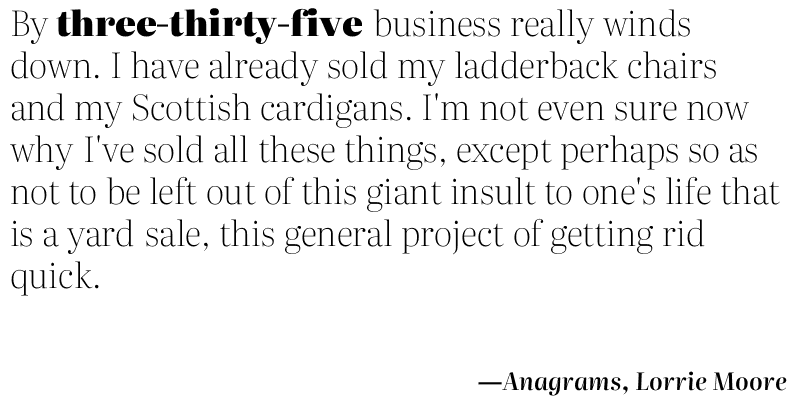 By three-thirty-five business really winds
down. I have already sold my ladderback chairs
and my Scottish cardigans. I'm not even sure now
why I've sold all these things, except perhaps so as
not to be left out of this giant insult to one's life that
is a yard sale, this general project of getting rid
quick.
—Anagrams, Lorrie Moore